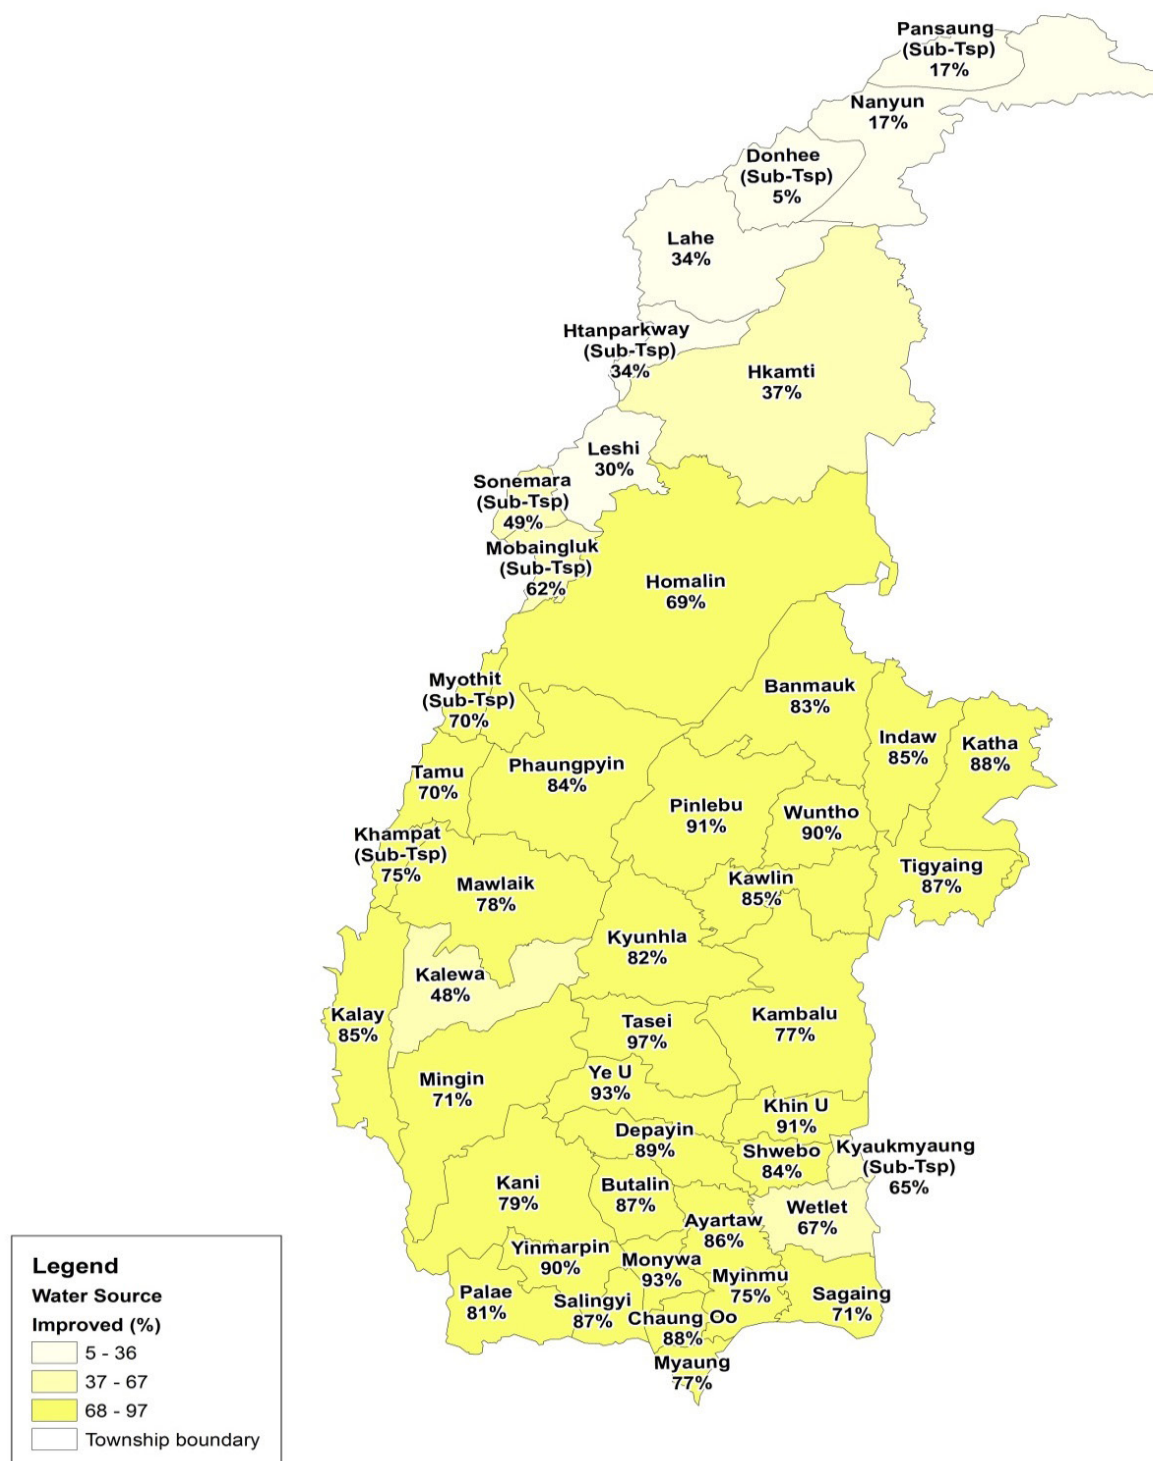 Pansaung
(Sub-Tsp)
17%
Nanyun
17%
Donhee
(Sub-Tsp)
5%
Lahe
34%
Htanparkway
(Sub-Tsp)
34%
Hkamti
37%
Leshi
30%
Sonemara
(Sub-Tsp)
49%
Mobaingluk
(Sub-Tsp)
62%
Homalin
69%
Myothit
(Sub-Tsp)
70%
Banmauk
83%
Indaw
85%
Katha
88%
Tamu
70%
Phaungpyin
84%
Pinlebu
91%
Wuntho
90%
Khampat
(Sub-Tsp)
75%
Mawlaik
78%
Kawlin
85%
Tigyaing
87%
Kyunhla
82%
Kalewa
48%
Kalay
85%
Tasei
97%
Kambalu
77%
Mingin
71%
Ye U
93%
Khin U
91%
Depayin
89%
Shwebo
84%
Kyaukmyaung
(Sub-Tsp)
65%
Kani
79%
Butalin
87%
Wetlet
67%
Ayartaw
86%
Yinmarpin
90%
Monywa
93%
Myinmu
75%
Palae
81%
Salingyi
87%
Sagaing
71%
Chaung Oo
88%
Myaung
77%
Legend
Water Source
Improved (%)
5 - 36
37 - 67
68 - 97
Township boundary